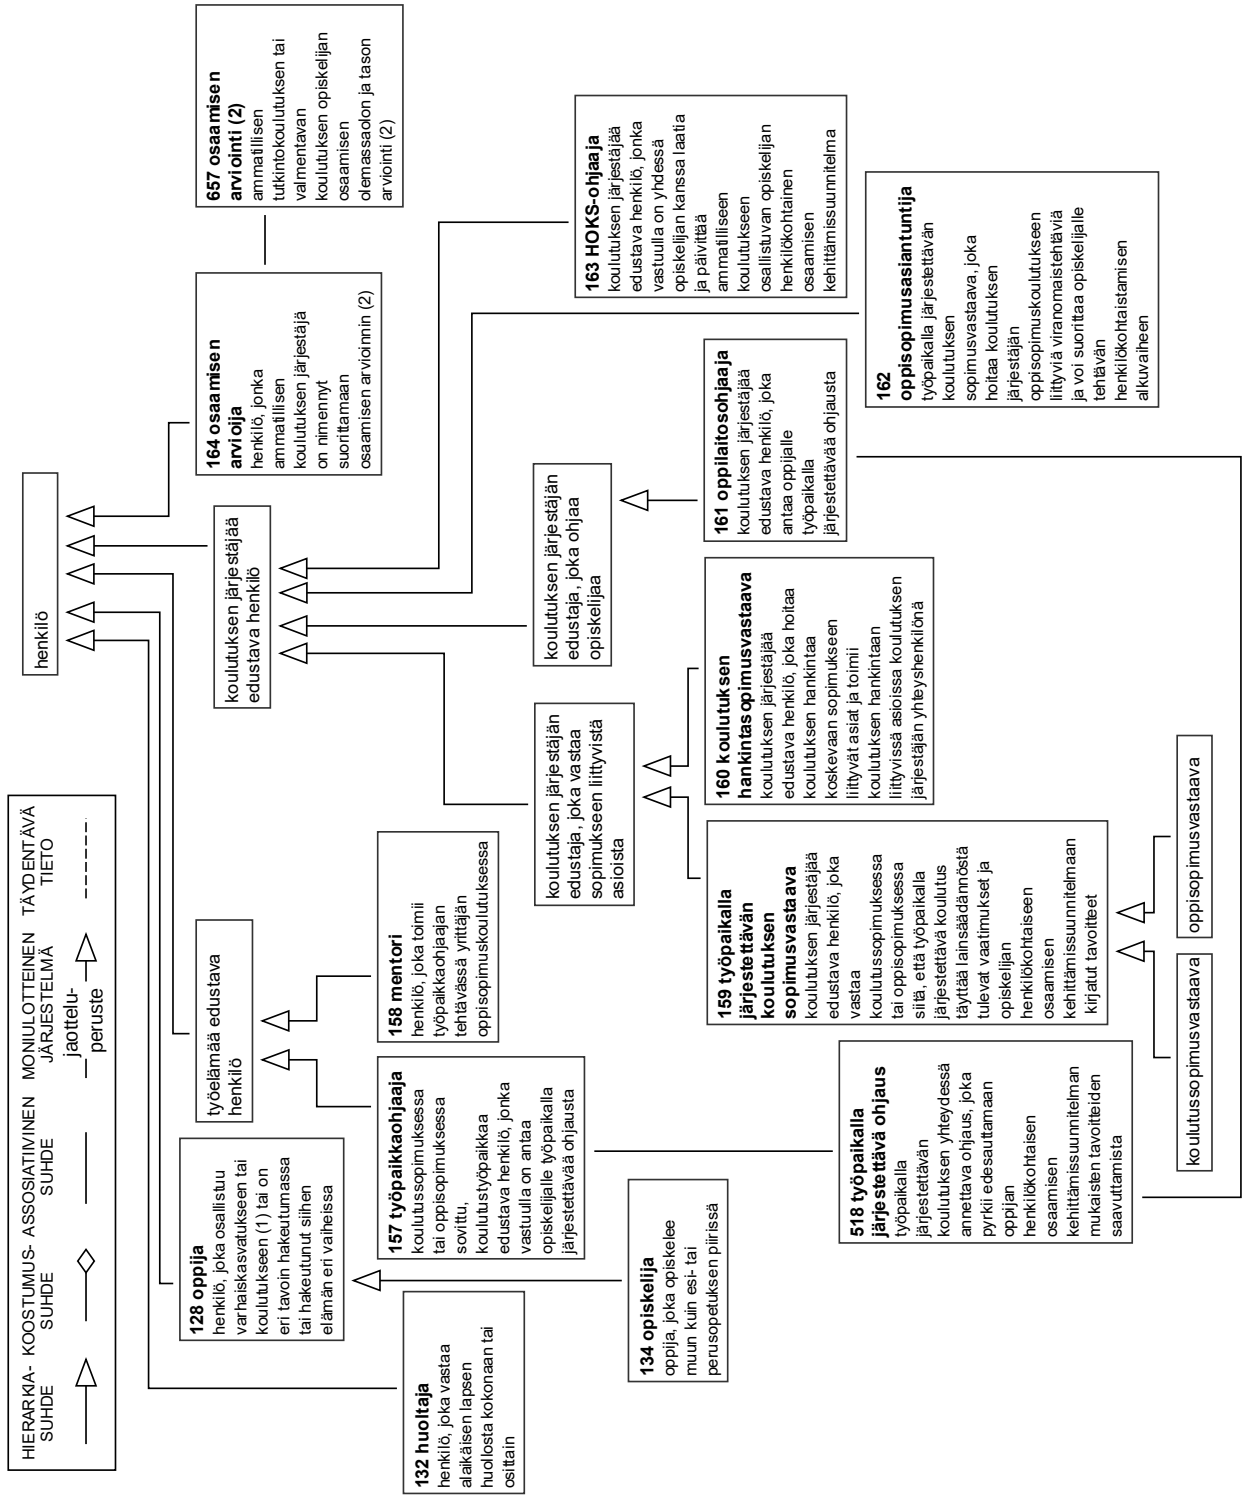 HIERARKIA-
SUHDE
KOOSTUMUS-
SUHDE
ASSOSIATIIVINEN
SUHDE
MONIULOTTEINEN
JÄRJESTELMÄ
jaottelu-
peruste
TÄYDENTÄVÄ
TIETO
henkilö
132 huoltaja
henkilö, joka vastaa
alaikäisen lapsen
huollosta kokonaan tai
osittain
128 oppija
henkilö, joka osallistuu
varhaiskasvatukseen tai
koulutukseen (1) tai on
eri tavoin hakeutumassa
tai hakeutunut siihen
elämän eri vaiheissa
134 opiskelija
oppija, joka opiskelee
muun kuin esi- tai
perusopetuksen piirissä
työelämää edustava
henkilö
157 työpaikkaohjaaja
koulutussopimuksessa
tai oppisopimuksessa
sovittu,
koulutustyöpaikkaa
edustava henkilö, jonka
vastuulla on antaa
opiskelijalle työpaikalla
järjestettävää ohjausta
158 mentori
henkilö, joka toimii
työpaikkaohjaajan
tehtävässä yrittäjän
oppisopimuskoulutuksessa
518 työpaikalla
järjestettävä ohjaus
työpaikalla
järjestettävän
koulutuksen yhteydessä
annettava ohjaus, joka
pyrkii edesauttamaan
oppijan
henkilökohtaisen
osaamisen
kehittämissuunnitelman
mukaisten tavoitteiden
saavuttamista
koulutuksen järjestäjää
edustava henkilö
koulutuksen järjestäjän
edustaja, joka vastaa
sopimukseen liittyvistä
asioista
159 työpaikalla
järjestettävän
koulutuksen
sopimusvastaava
koulutuksen järjestäjää
edustava henkilö, joka
vastaa
koulutussopimuksessa
tai oppisopimuksessa
siitä, että työpaikalla
järjestettävä koulutus
täyttää lainsäädännöstä
tulevat vaatimukset ja
opiskelijan
henkilökohtaiseen
osaamisen
kehittämissuunnitelmaan
kirjatut tavoitteet
koulutussopimusvastaava
oppisopimusvastaava
160 koulutuksen
hankintasopimusvastaava
koulutuksen järjestäjää
edustava henkilö, joka hoitaa
koulutuksen hankintaa
koskevaan sopimukseen
liittyvät asiat ja toimii
koulutuksen hankintaan
liittyvissä asioissa koulutuksen
järjestäjän yhteyshenkilönä
koulutuksen järjestäjän
edustaja, joka ohjaa
opiskelijaa
161 oppilaitosohjaaja
koulutuksen järjestäjää
edustava henkilö, joka
antaa oppijalle
työpaikalla
järjestettävää ohjausta
162
oppisopimusasiantuntija
työpaikalla järjestettävän
koulutuksen
sopimusvastaava, joka
hoitaa koulutuksen
järjestäjän
oppisopimuskoulutukseen
liittyviä viranomaistehtäviä
ja voi suorittaa opiskelijalle
tehtävän
henkilökohtaistamisen
alkuvaiheen
163 HOKS-ohjaaja
koulutuksen järjestäjää
edustava henkilö, jonka
vastuulla on yhdessä
opiskelijan kanssa laatia
ja päivittää
ammatilliseen
koulutukseen
osallistuvan opiskelijan
henkilökohtainen
osaamisen
kehittämissuunnitelma
164 osaamisen
arvioija
henkilö, jonka
ammatillisen
koulutuksen järjestäjä
on nimennyt
suorittamaan
osaamisen arvioinnin (2)
657 osaamisen
arviointi (2)
ammatillisen
tutkintokoulutuksen tai
valmentavan
koulutuksen opiskelijan
osaamisen
olemassaolon ja tason
arviointi (2)